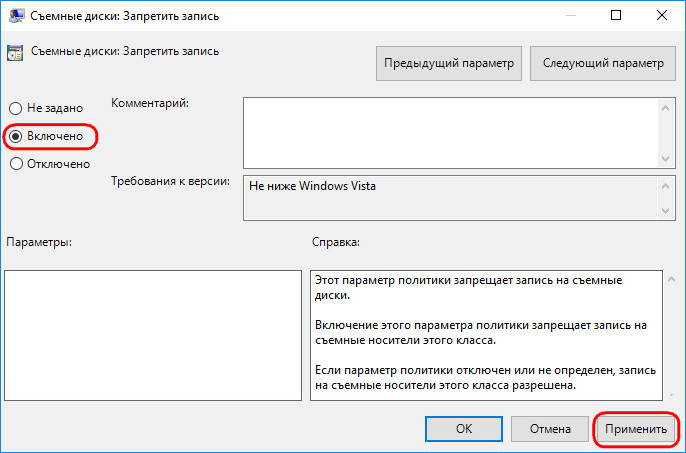 Съемные диски: Запретить запись
Съемные диски: Запретить запись
Предыдущий параметр
Следующий параметр
Не задано
Включено
Отключено
Комментарий:
Требования к версии:
Не ниже Windows Vista
Параметры:
Справка:
Этот параметр политики запрещает запись на съемные
диски.
Включение этого параметра политики запрещает запись на
съемные носители этого класса.
Если параметр политики отключен или не определен, запись
на съемные носители этого класса разрешена.
ОК
Отмена
Применить